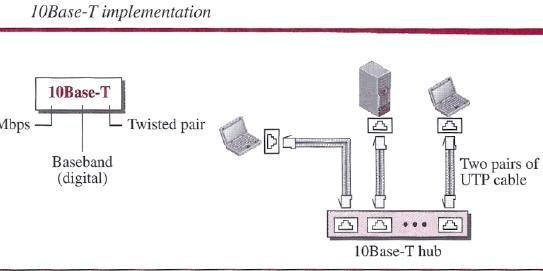 10Base-T implementation
10Base-T
Mbps
Twisted pair
Baseband
(digital)
Two pairs of
UTP cable
10Base-T hub